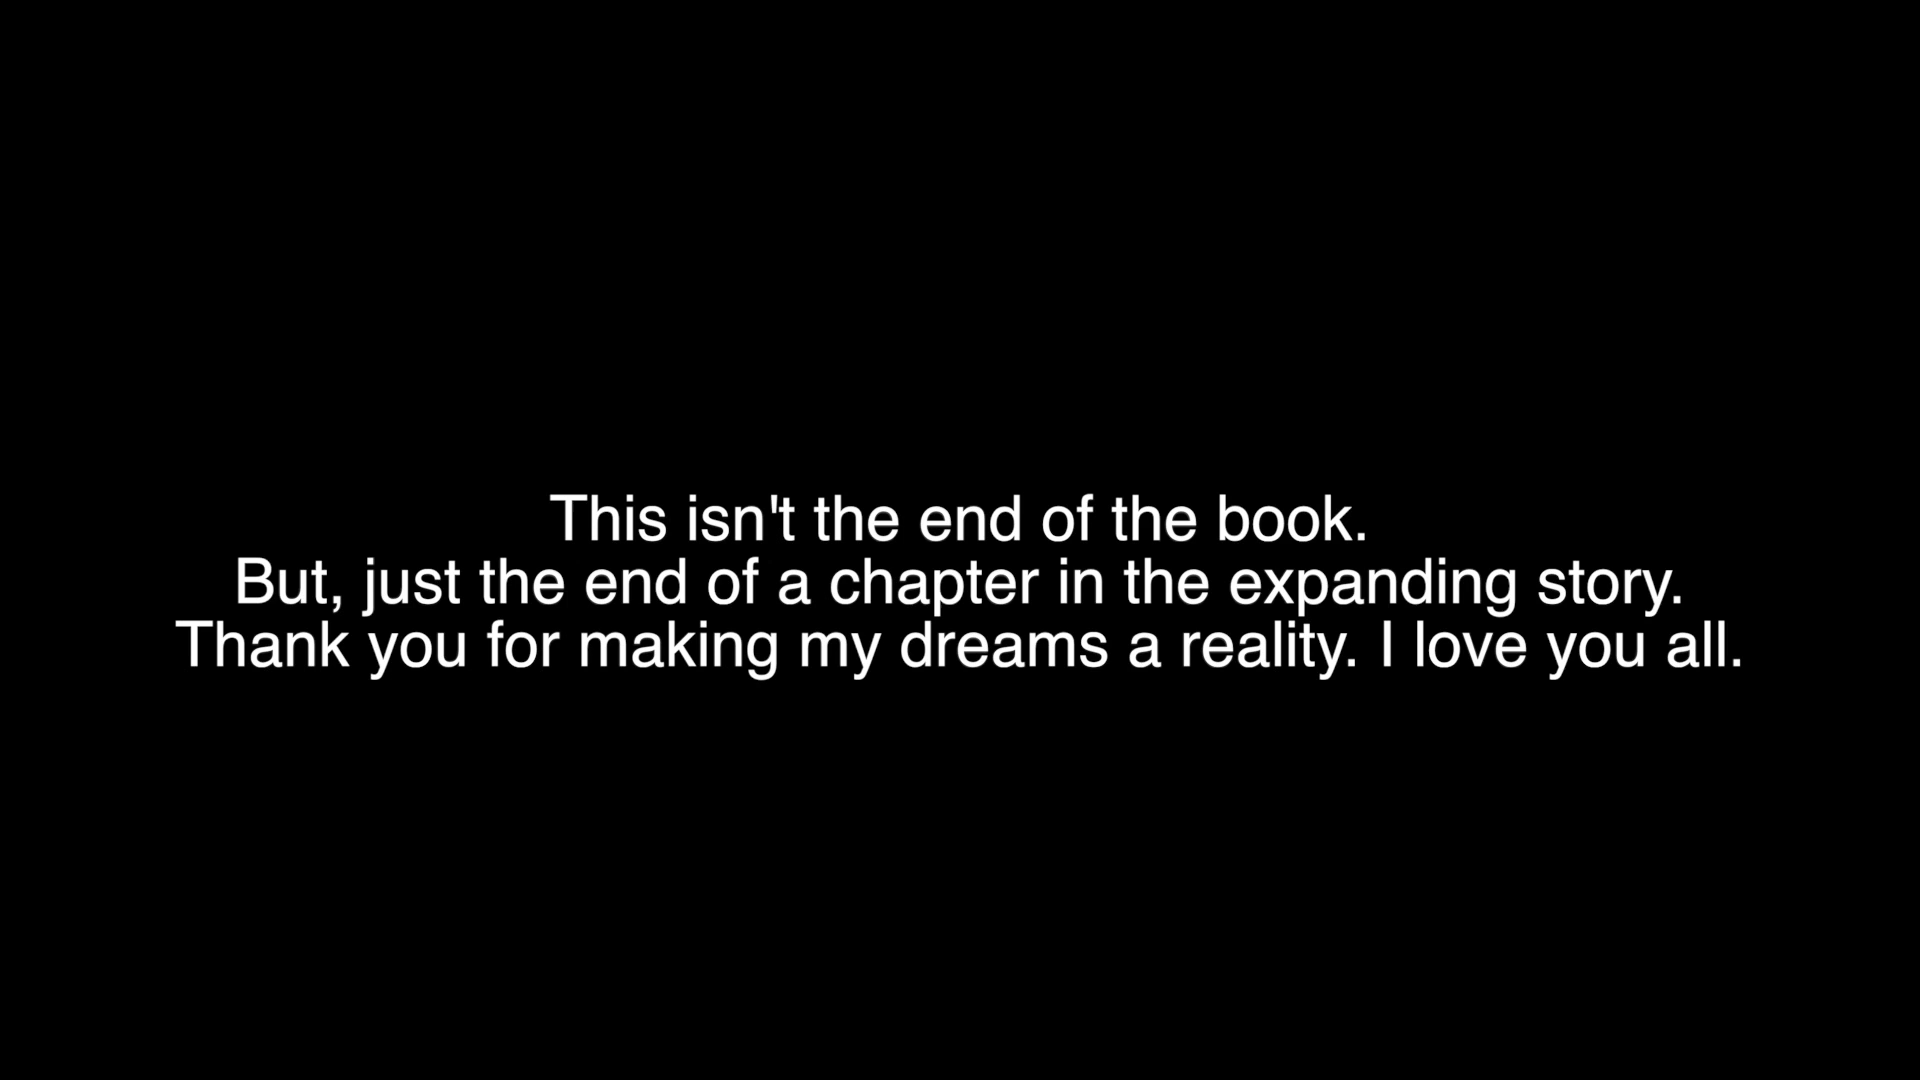 This isn't the end of the book.
But, just the end of a chapter in the expanding story.
Thank you for making my dreams a reality. I love you all.